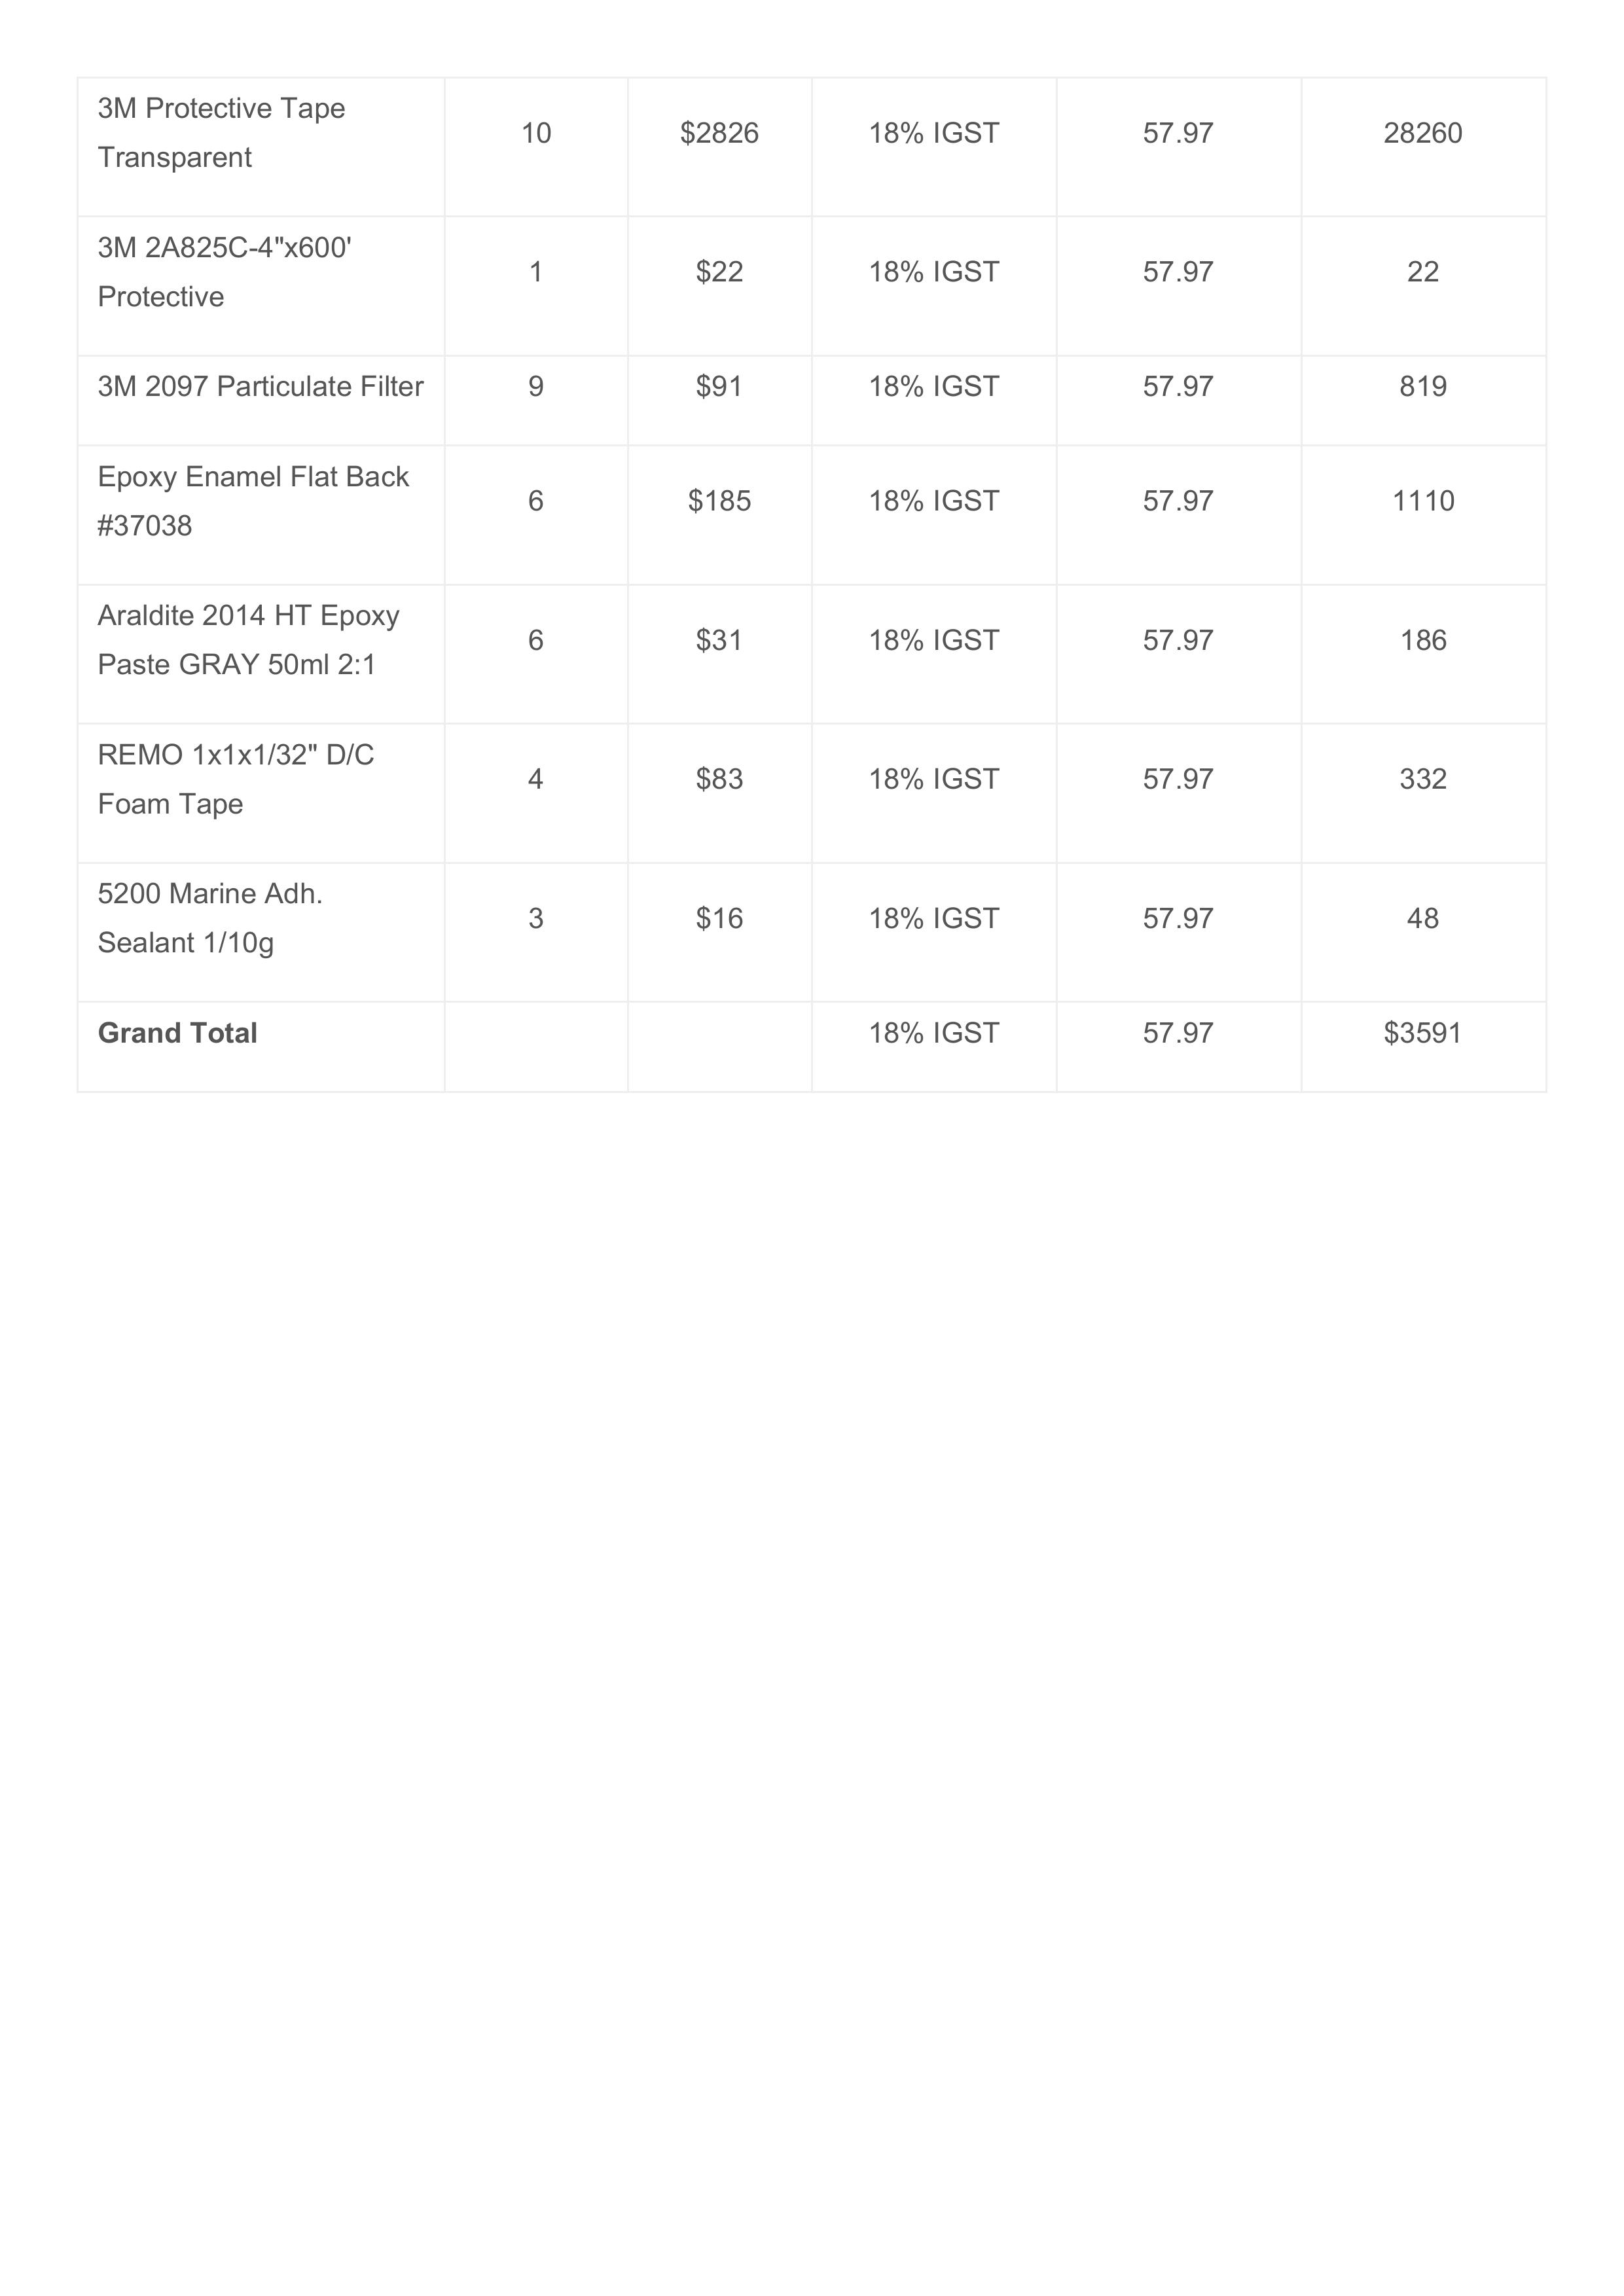 3M Protective Tape
Transparent
10
$2826
18% IGST
57.97
28260
3M 2A825C-4"x600'
Protective
1
$22
18% IGST
57.97
22
3M 2097 Particulate Filter
9
$91
18% IGST
57.97
819
Epoxy Enamel Flat Back
#37038
6
$185
18% IGST
57.97
1110
Araldite 2014 HT Epoxy
Paste GRAY 50ml 2:1
6
$31
18% IGST
57.97
186
REMO 1x1x1/32" D/C
Foam Tape
4
$83
18% IGST
57.97
332
5200 Marine Adh.
Sealant 1/10g
3
$16
18% IGST
57.97
48
Grand Total
18% IGST
57.97
$3591